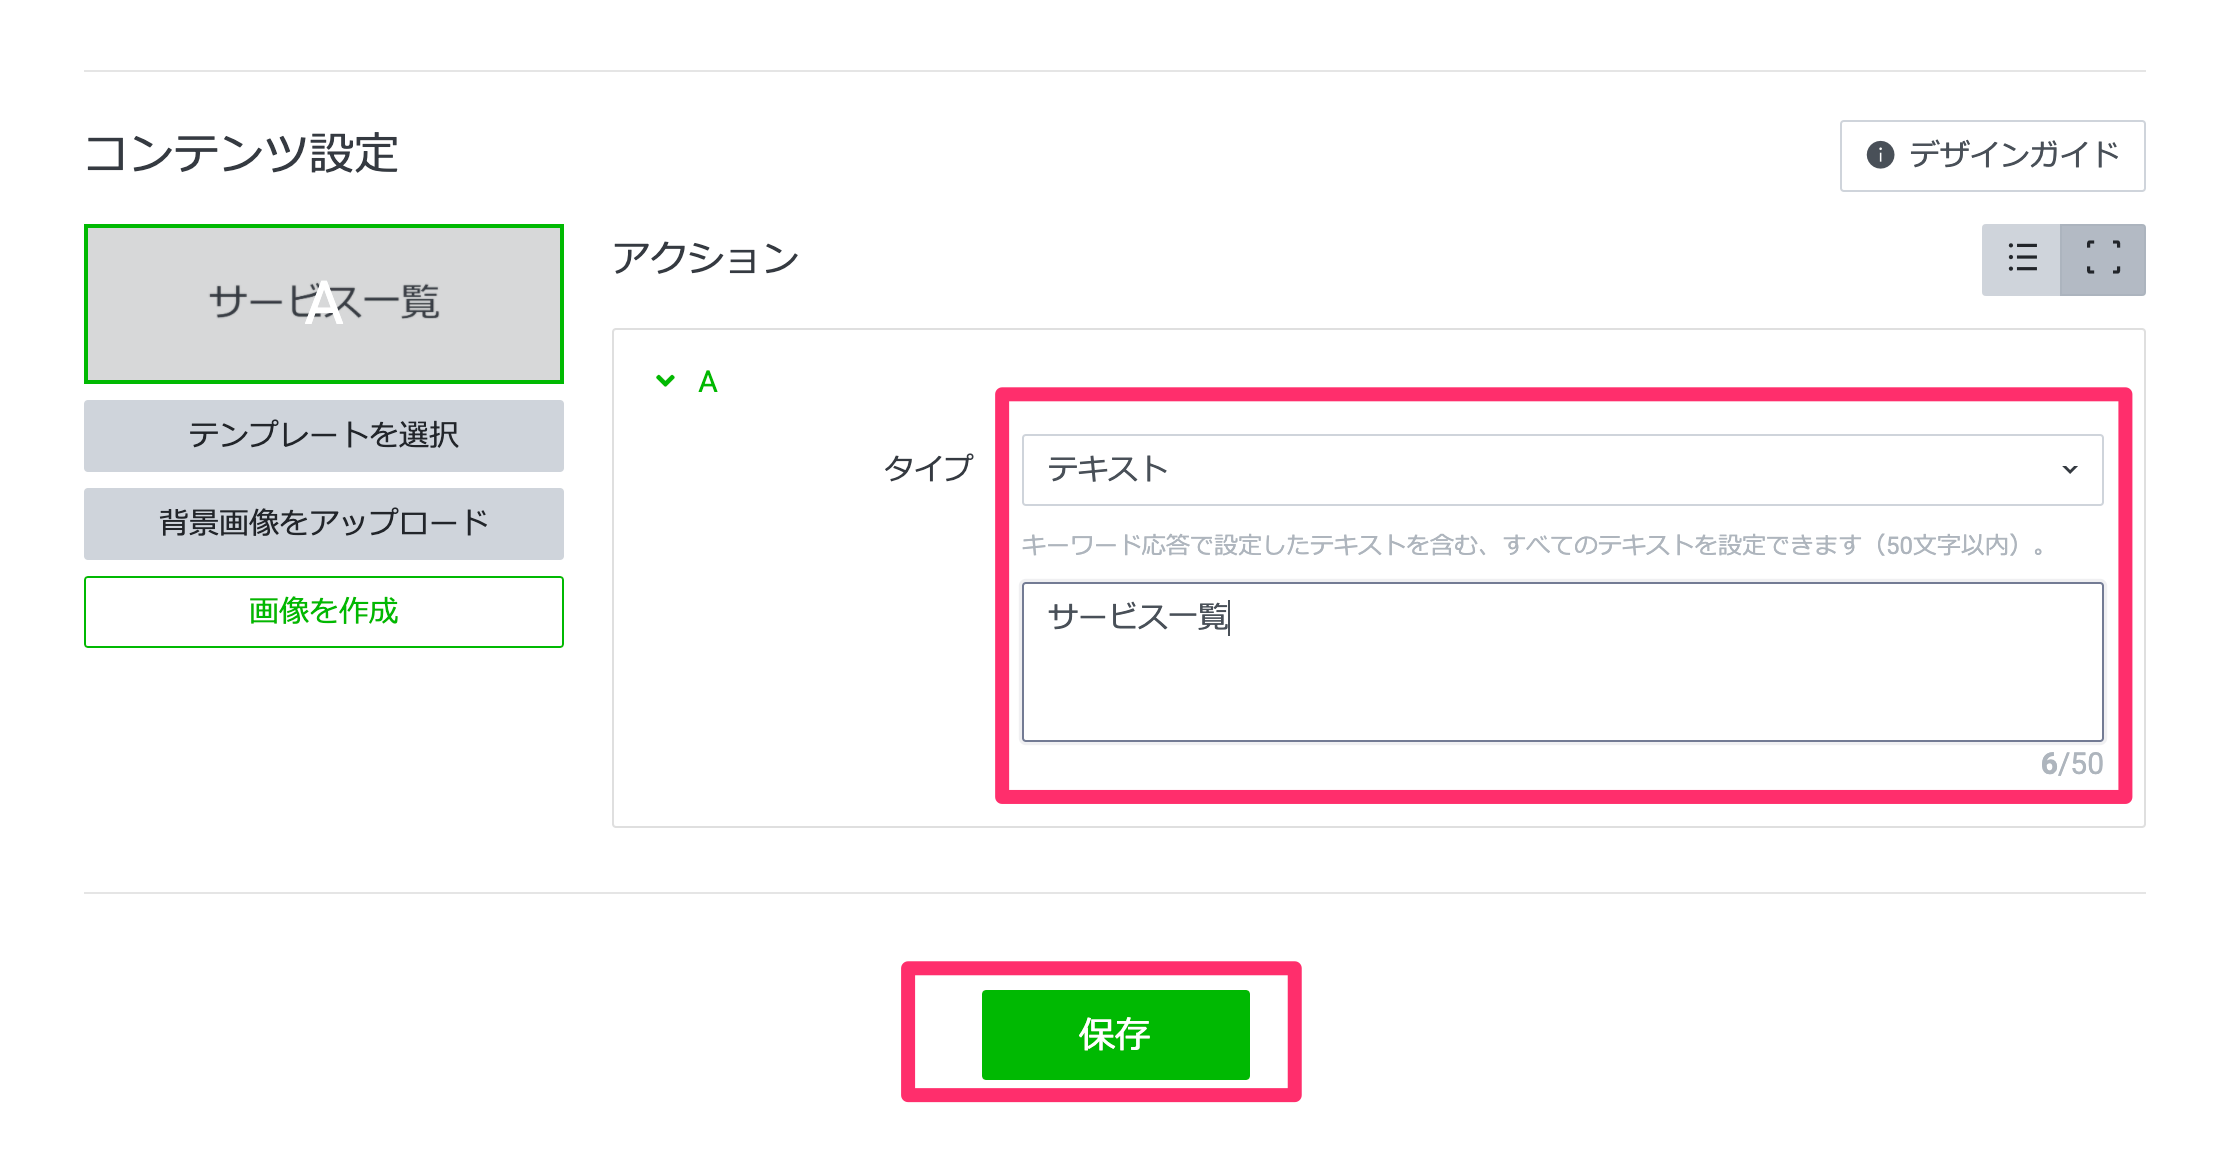 コンテンツ設定
デザインガイド
サービス一覧
A
テンプレートを選択
背景画像をアップロード
画像を作成
アクション
A
タイプ
テキスト
キーワード応答で設定したテキストを含む、すべてのテキストを設定できます（50文字以内）。
サービス一覧
6/50
保存